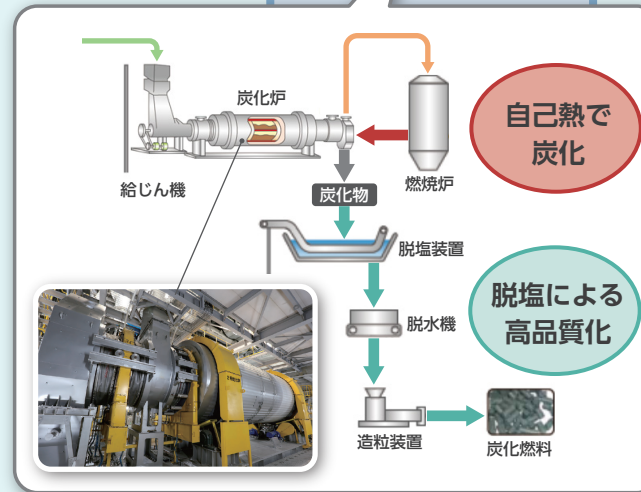 炭化炉
自己熱で
炭化
給じん機
炭化物
燃焼炉
脱塩装置
脱塩による
高品質化
脱水機
造粒装置
炭化燃料